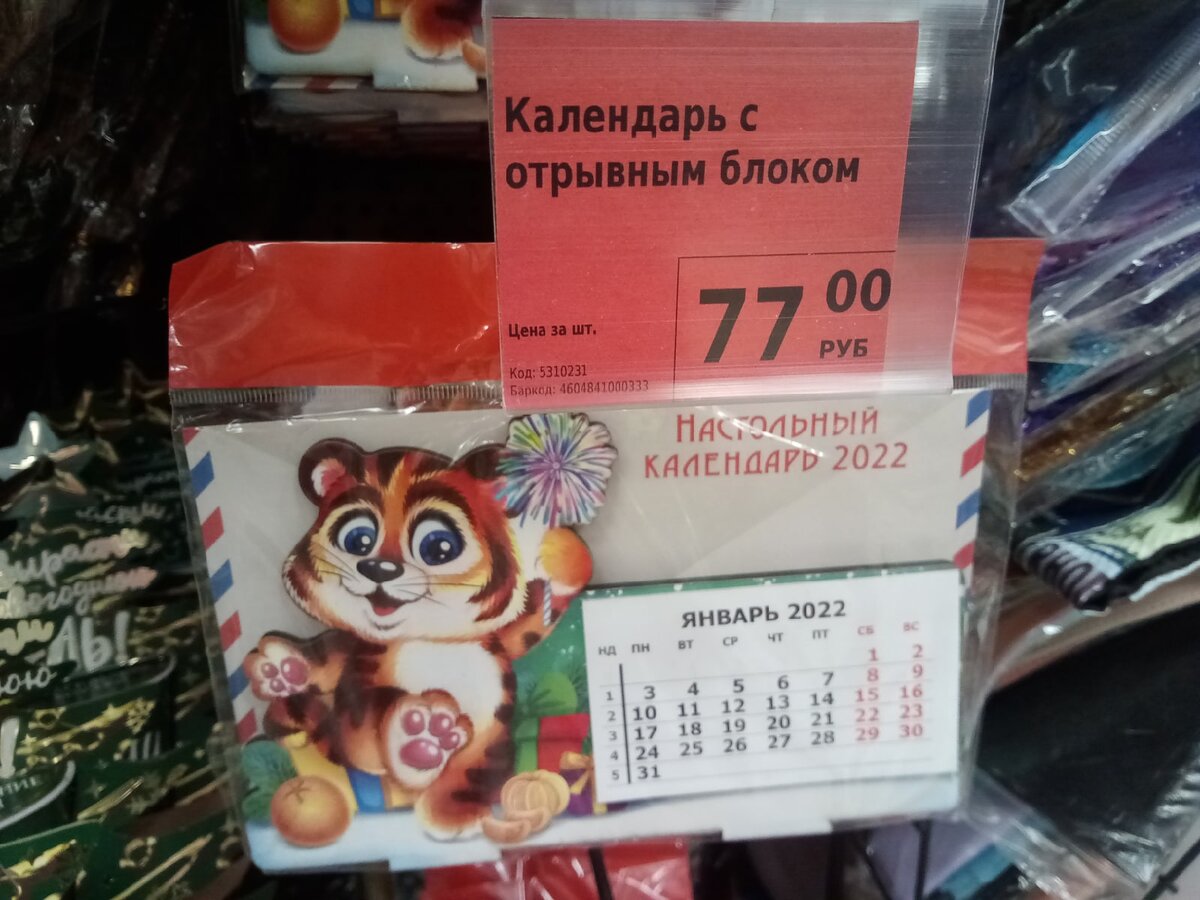 Календарь с
отрывным блоком
77 00
РУБ
Цена за шт.
Код: 5310231
Баркод: 4604841000333
НАСТОЛЬНЫЙ
КАЛЕНДАРЬ 2022
ЯНВАРЬ 2022
НД ПН ВТ СР ЧТ ПТ СБ ВС
1 2
1 3 4 5 6 7 8 9
2 10 11 12 13 14 15 16
3 17 18 19 20 21 22 23
4 24 25 26 27 28 29 30
5 31